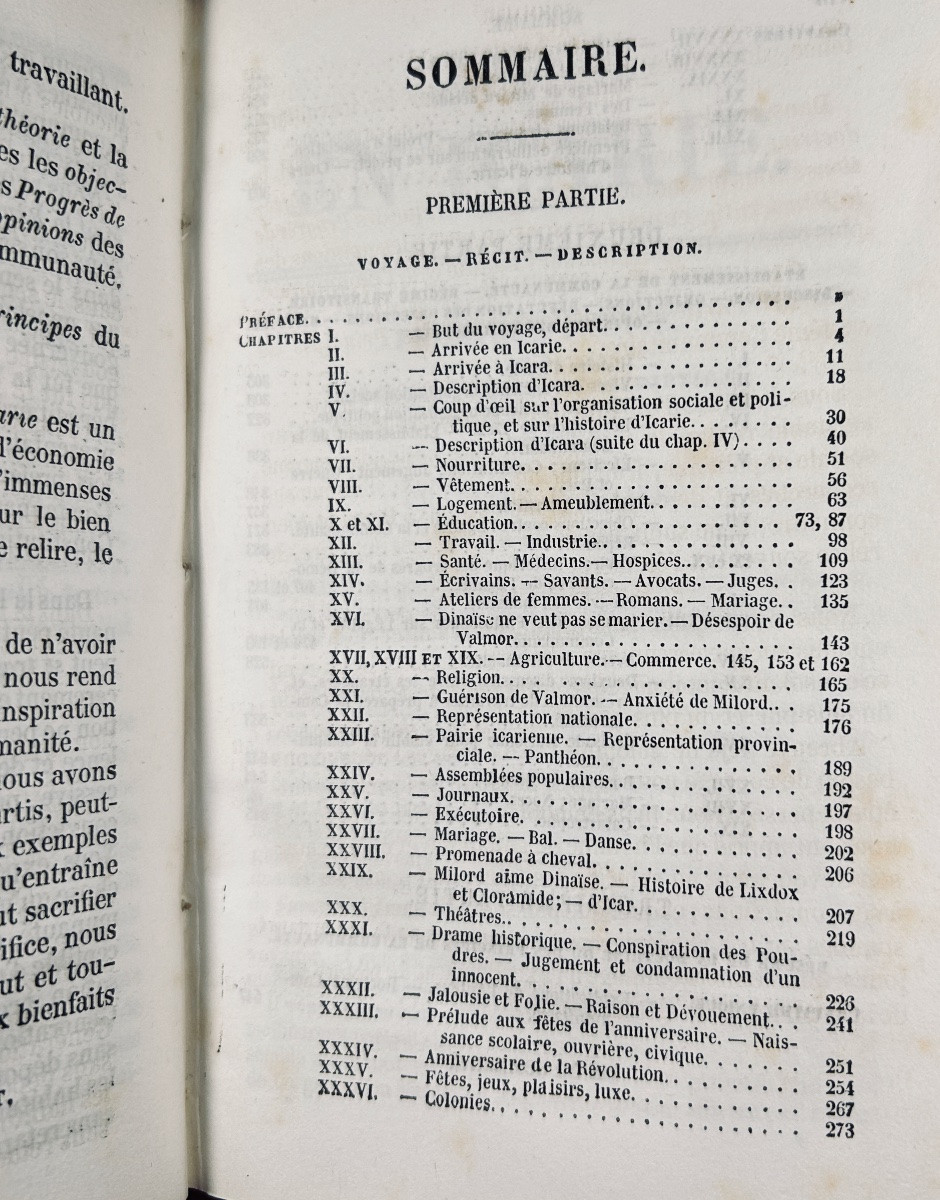 travaillant.
théorie et la
es les objec-
s Progrès de
opinions des
mmunauté.
rincipes du
arie est un
l'économie
'immenses
ur le bien
e relire, le
de n'avoir
nous rend
nspiration
manité.
nous avons
artis, peut-
exemples
u'entraîne
ut sacrifier
ifice, nous
ut et tou-
x bienfaits
SOMMAIRE.
PREMIÈRE PARTIE.
VOYAGE. — RÉCIT. — DESCRIPTION.
PRÉFACE. . . . . . . . . . . . . . . . . . . . . »
CHAPITRES I. — But du voyage, départ. . . . . . . . . . . 1
II. — Arrivée en Icarie. . . . . . . . . . . . . 4
III. — Arrivée à Icara. . . . . . . . . . . . . . 11
IV. — Description d'Icara. . . . . . . . . . . . 18
V. — Coup d'œil sur l'organisation sociale et poli-
tique, et sur l'histoire d'Icarie. . . . . . . 30
VI. — Description d'Icara (suite du chap. IV) . . . . 40
VII. — Nourriture. . . . . . . . . . . . . . . . 51
VIII. — Vêtement. . . . . . . . . . . . . . . . . 56
IX. — Logement. — Ameublement. . . . . . . . . 63
X et XI. — Éducation. . . . . . . . . . . . . . . 73, 87
XII. — Travail. — Industrie. . . . . . . . . . . . 98
XIII. — Santé. — Médecins. — Hospices. . . . . . . 109
XIV. — Écrivains. — Savants. — Avocats. — Juges. . . 123
XV. — Ateliers de femmes. — Romans. — Mariage. . . 135
XVI. — Dinaïse ne veut pas se marier. — Désespoir de
Valmor. . . . . . . . . . . . . . . . . 143
XVII, XVIII ET XIX. — Agriculture. — Commerce. 145, 153 et 162
XX. — Religion. . . . . . . . . . . . . . . . . 165
XXI. — Guérison de Valmor. — Anxiété de Milord. . . 175
XXII. — Représentation nationale. . . . . . . . . . 176
XXIII. — Pairie icarienne. — Représentation provin-
ciale. — Panthéon. . . . . . . . . . . . 189
XXIV. — Assemblées populaires. . . . . . . . . . . 192
XXV. — Journaux. . . . . . . . . . . . . . . . . 197
XXVI. — Exécutoire. . . . . . . . . . . . . . . . 198
XXVII. — Mariage. — Bal. — Danse. . . . . . . . . 202
XXVIII. — Promenade à cheval. . . . . . . . . . . . 206
XXIX. — Milord aime Dinaïse. — Histoire de Lixdox
et Cloramide; — d'Icar. . . . . . . . . . 207
XXX. — Théâtres. . . . . . . . . . . . . . . . . 219
XXXI. — Drame historique. — Conspiration des Pou-
dres. — Jugement et condamnation d'un
innocent. . . . . . . . . . . . . . . . 226
XXXII. — Jalousie et Folie. — Raison et Dévouement. . . 241
XXXIII. — Prélude aux fêtes de l'anniversaire. — Nais-
sance scolaire, ouvrière, civique. . . . . . . 251
XXXIV. — Anniversaire de la Révolution. . . . . . . . 254
XXXV. — Fêtes, jeux, plaisirs, luxe. . . . . . . . . 267
XXXVI. — Colonies. . . . . . . . . . . . . . . . . 273